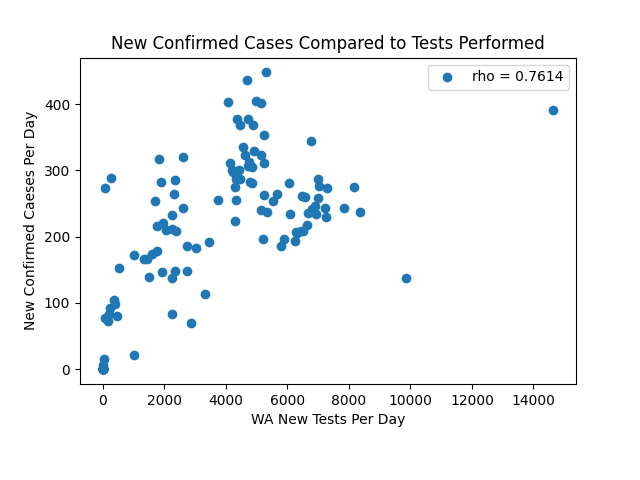 New Confirmed Cases Compared to Tests Performed
rho = 0.7614
New Confirmed Caeses Per Day
400
300
200
100
0
0 2000 4000 6000 8000 10000 12000 14000
WA New Tests Per Day